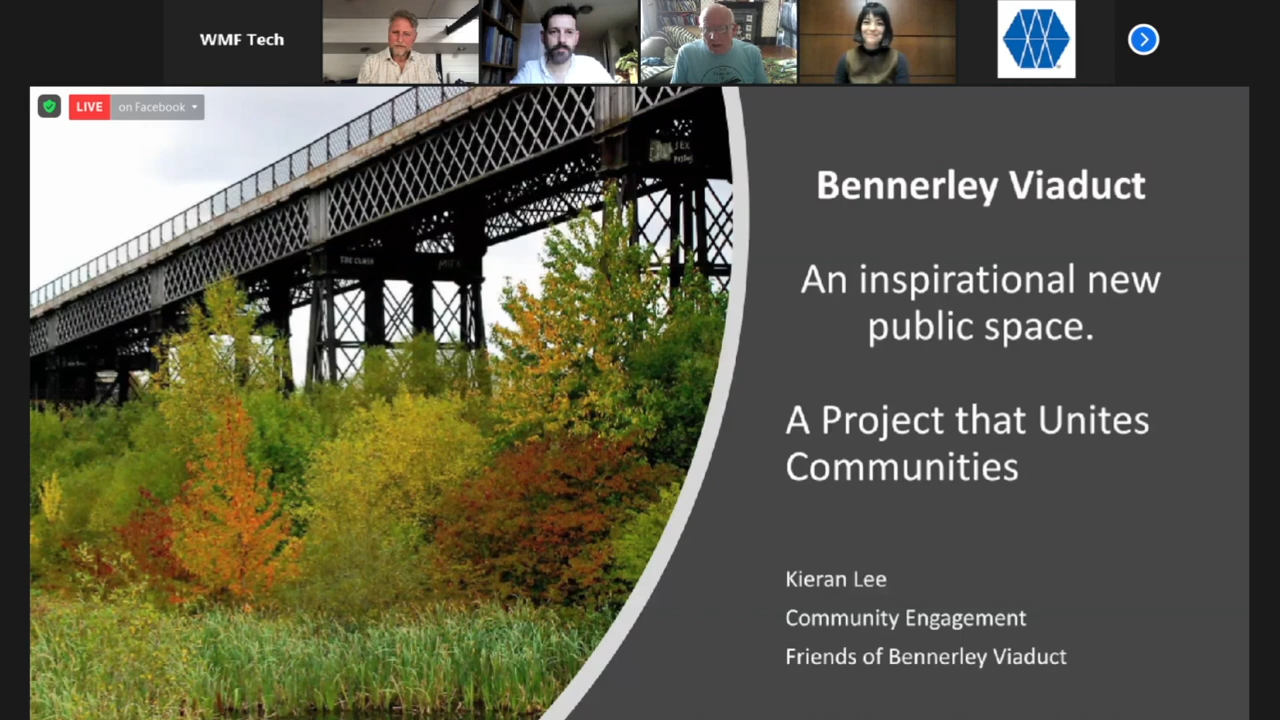 WMF Tech
LIVE on Facebook
Bennerley Viaduct
An inspirational new
public space.
A Project that Unites
Communities
Kieran Lee
Community Engagement
Friends of Bennerley Viaduct